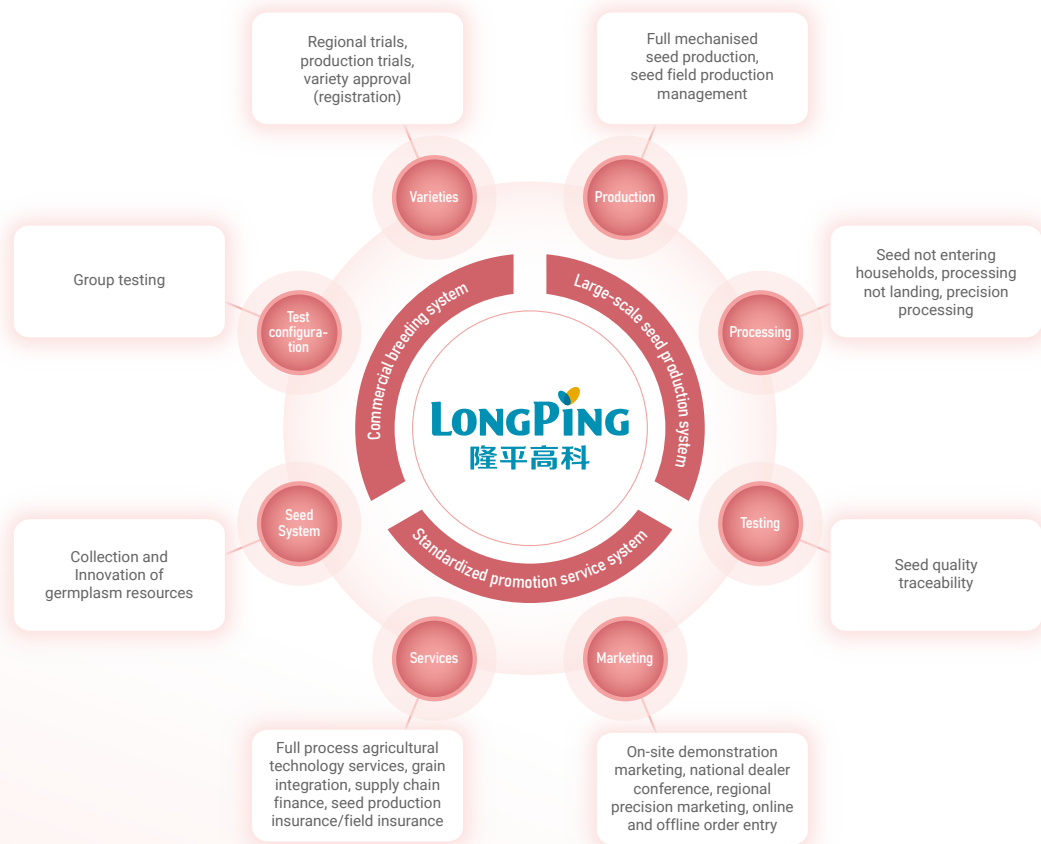 Regional trials,
production trials,
variety approval
(registration)
Full mechanised
seed production,
seed field production
management
Varieties
Production
Group testing
Seed not entering
households, processing
not landing, precision
processing
Test
configura-
tion
Processing
Commercial breeding system
Large-scale seed production system
LONGPING
隆平高科
Standardized promotion service system
Seed
System
Testing
Collection and
Innovation of
germplasm resources
Seed quality
traceability
Services
Marketing
Full process agricultural
technology services, grain
integration, supply chain
finance, seed production
insurance/field insurance
On-site demonstration
marketing, national dealer
conference, regional
precision marketing, online
and offline order entry